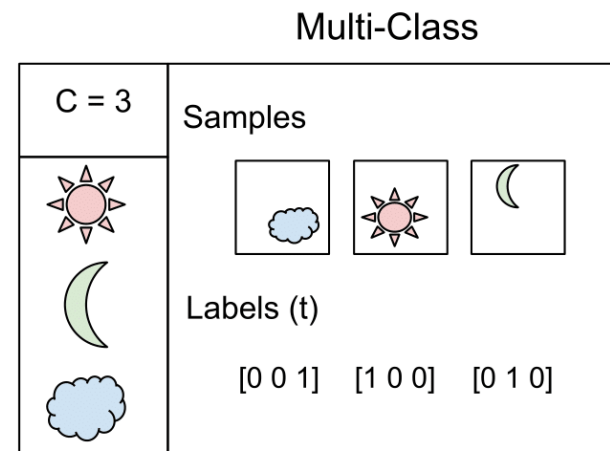 Multi-Class
C = 3
Samples
Labels (t)
[0 0 1] [1 0 0] [0 1 0]